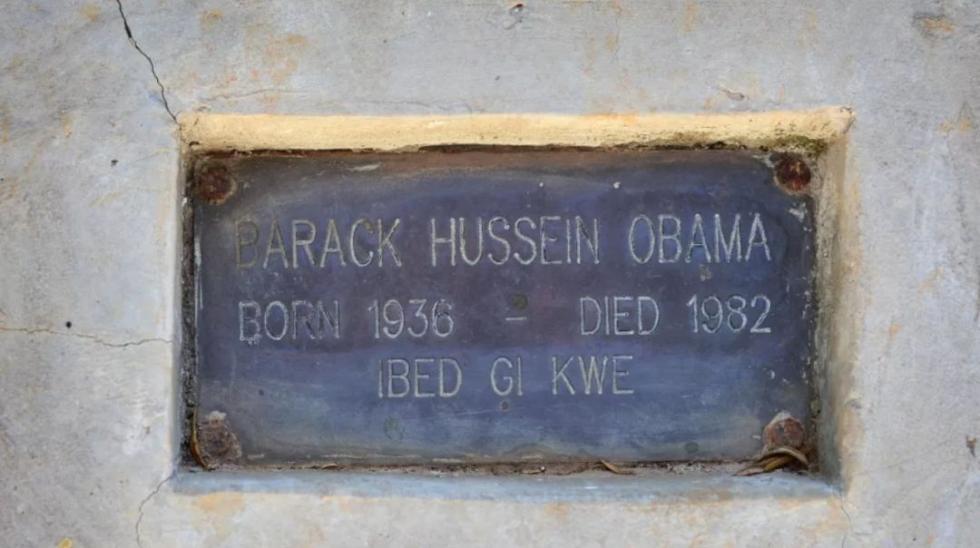 BARACK HUSSEIN OBAMA
BORN 1936 - DIED 1982
IBED GI KWE